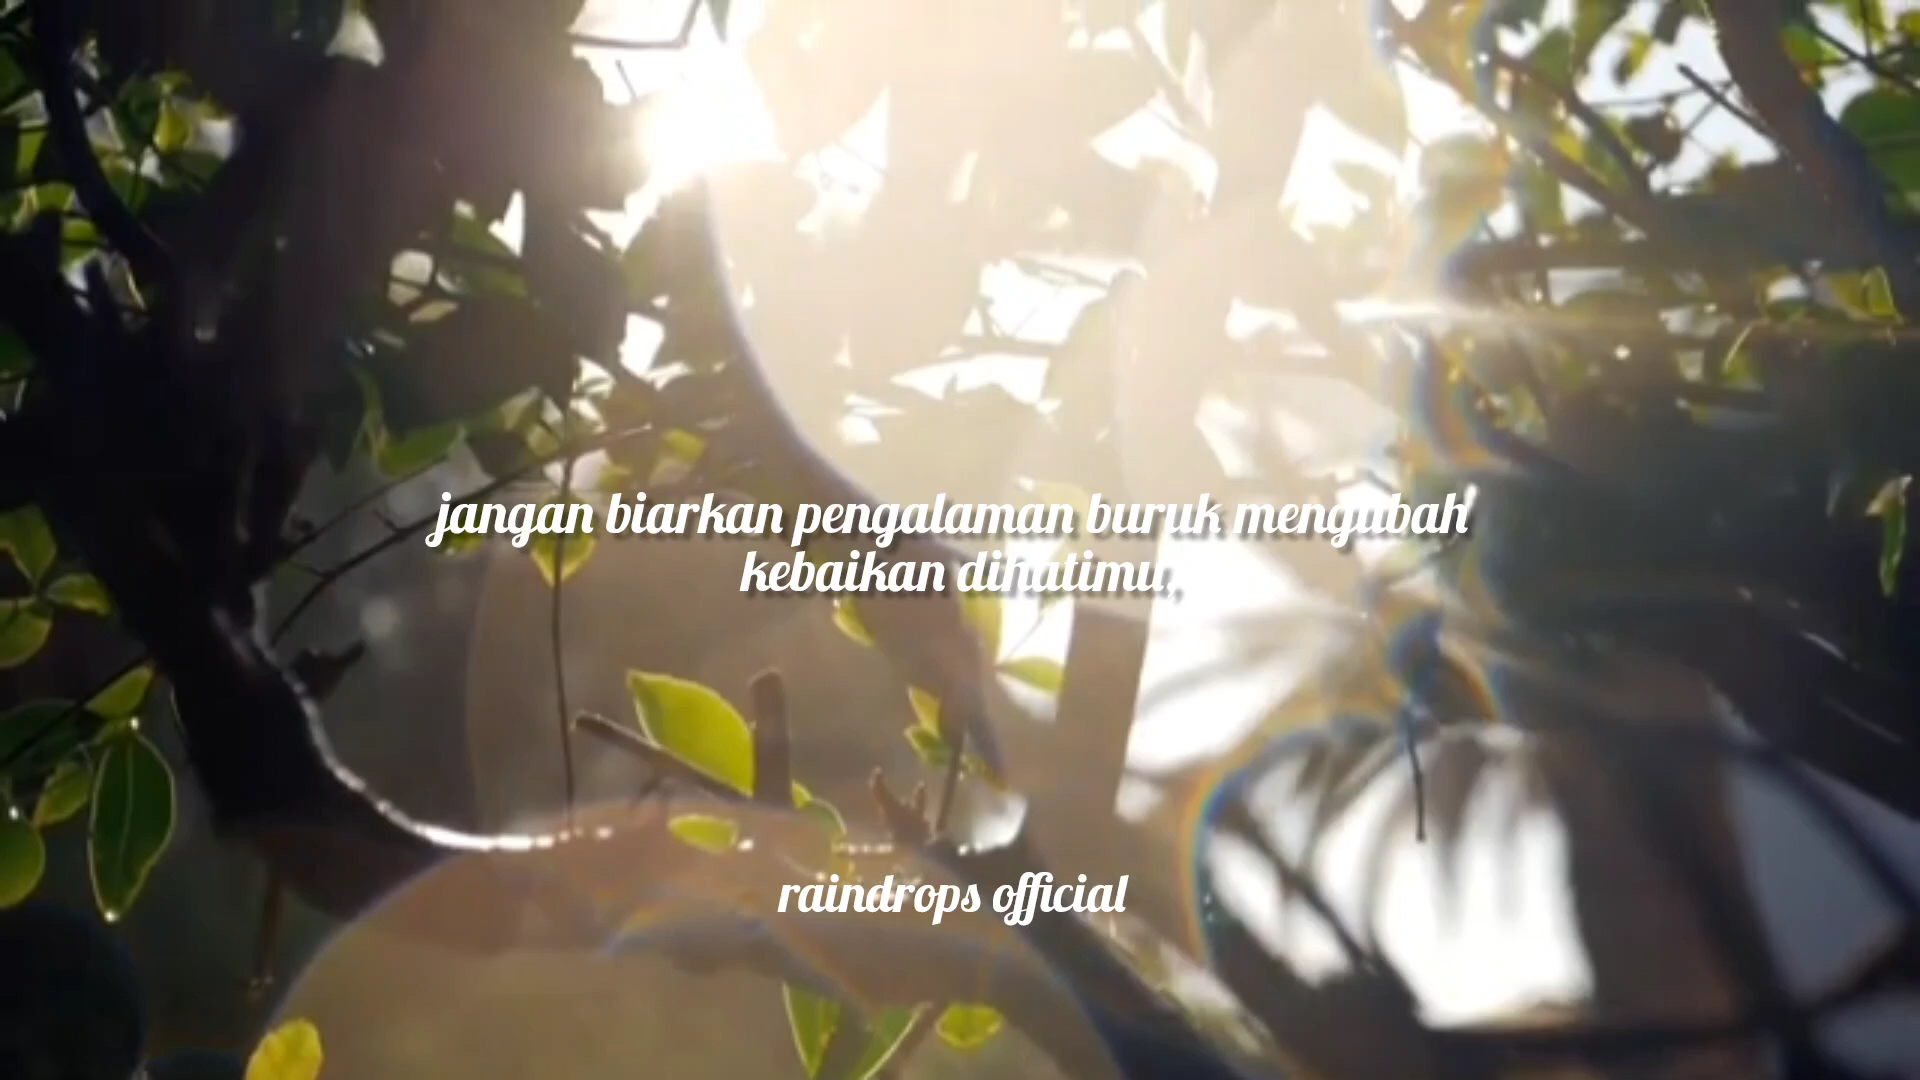 jangan biarkan pengalaman buruk mengubah
kebaikan dihatimu,
raindrops official